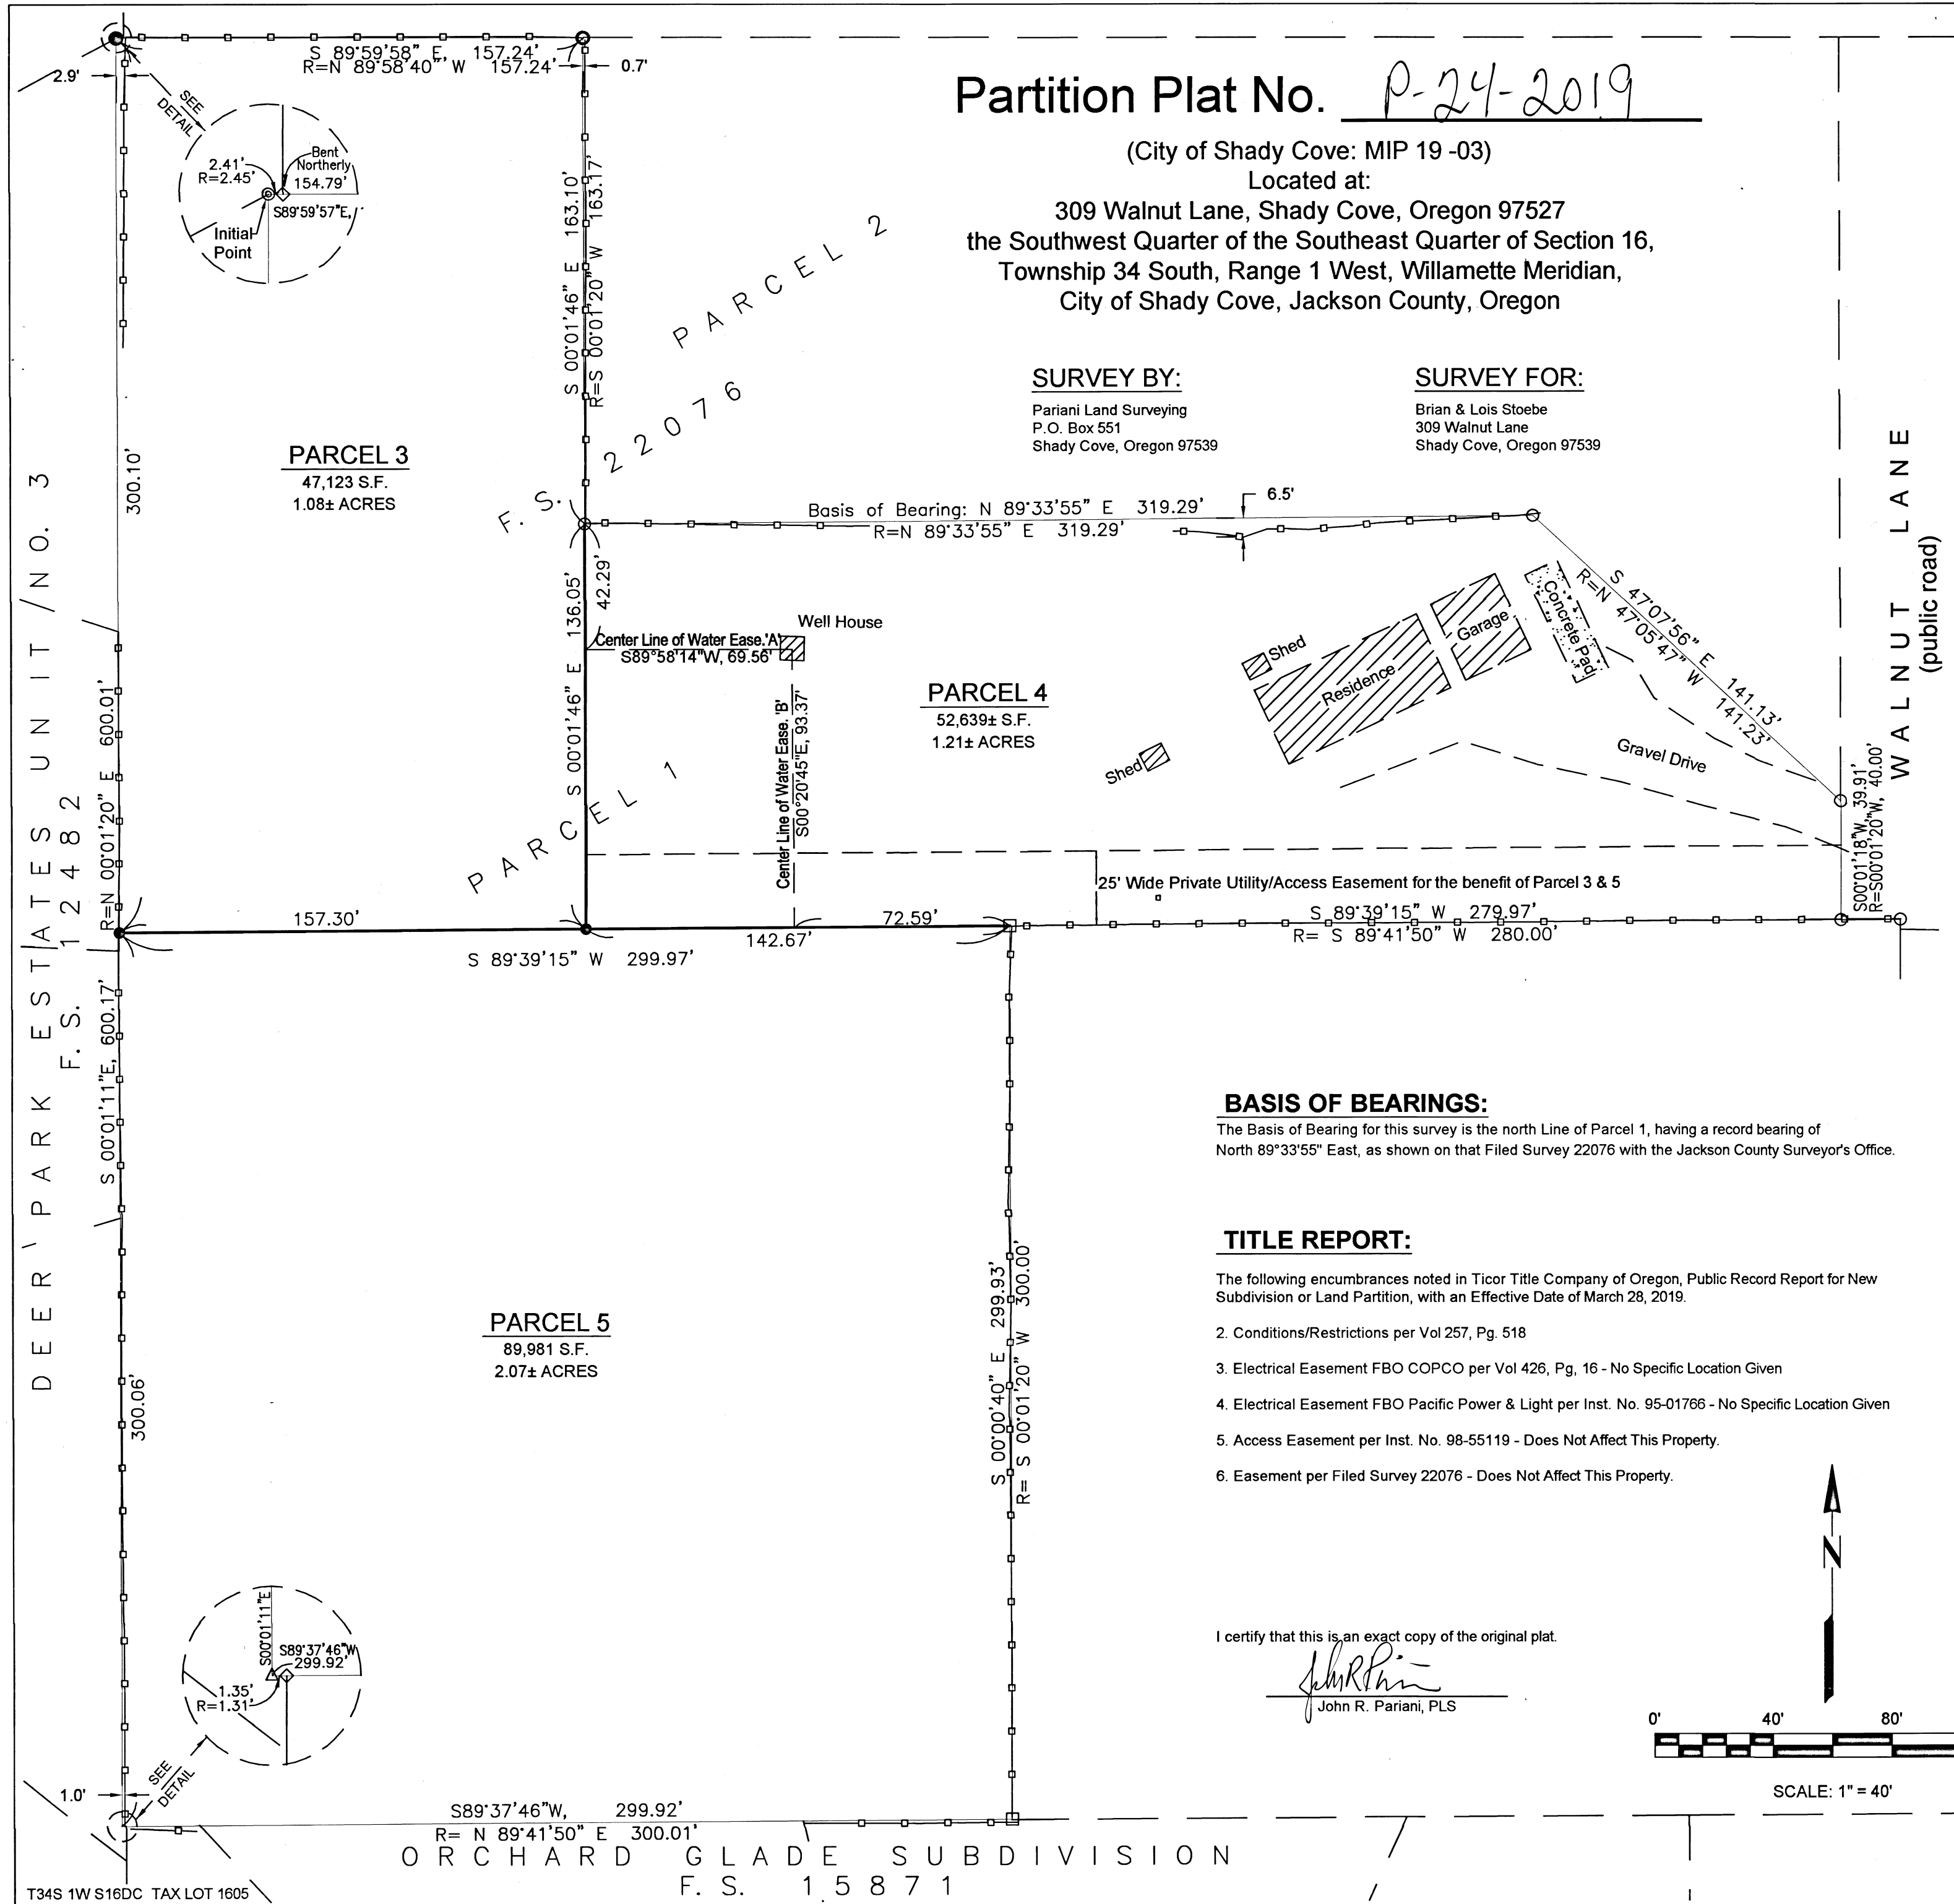 S 89°59'58" E, 157.24'
R=N 89°58'40" W 157.24'
0.7'
2.9'
SEE
DETAIL
Bent
Northerly
2.41'
R=2.45'
154.79'
S89°59'57"E,
Initial
Point
Partition Plat No. P-24-2019
(City of Shady Cove: MIP 19 -03)
Located at:
309 Walnut Lane, Shady Cove, Oregon 97527
the Southwest Quarter of the Southeast Quarter of Section 16,
Township 34 South, Range 1 West, Willamette Meridian,
City of Shady Cove, Jackson County, Oregon
SURVEY BY:
Pariani Land Surveying
P.O. Box 551
Shady Cove, Oregon 97539
SURVEY FOR:
Brian & Lois Stoebe
309 Walnut Lane
Shady Cove, Oregon 97539
S 00°01'46" E 163.10'
R=S 00°01'20" W 163.17'
PARCEL 2
F. S. 22076
PARCEL 3
47,123 S.F.
1.08± ACRES
300.10'
DEER PARK ESTATES UNIT NO. 3
F. S. 12482
R=N 00°01'20" E 600.01'
S 00°01'11"E, 600.17'
Basis of Bearing: N 89°33'55" E 319.29'
R=N 89°33'55" E 319.29'
6.5'
S 00°01'46" E 136.05'
42.29'
Center Line of Water Ease.'A'
S89°58'14"W, 69.56'
Well House
Center Line of Water Ease. 'B'
S00°20'45"E, 93.37'
PARCEL 1
PARCEL 4
52,639± S.F.
1.21± ACRES
Shed
Residence
Garage
Concrete Pad
Shed
Gravel Drive
S 47°07'56" E 141.13'
R=N 47°05'47" W 141.23'
WALNUT LANE
(public road)
S00°01'18"W, 39.91'
R=S00°01'20"W, 40.00'
25' Wide Private Utility/Access Easement for the benefit of Parcel 3 & 5
157.30'
142.67'
72.59'
S 89°39'15" W 299.97'
S 89°39'15" W 279.97'
R= S 89°41'50" W 280.00'
BASIS OF BEARINGS:
The Basis of Bearing for this survey is the north Line of Parcel 1, having a record bearing of
North 89°33'55" East, as shown on that Filed Survey 22076 with the Jackson County Surveyor's Office.
TITLE REPORT:
The following encumbrances noted in Ticor Title Company of Oregon, Public Record Report for New
Subdivision or Land Partition, with an Effective Date of March 28, 2019.
2. Conditions/Restrictions per Vol 257, Pg. 518
3. Electrical Easement FBO COPCO per Vol 426, Pg, 16 - No Specific Location Given
4. Electrical Easement FBO Pacific Power & Light per Inst. No. 95-01766 - No Specific Location Given
5. Access Easement per Inst. No. 98-55119 - Does Not Affect This Property.
6. Easement per Filed Survey 22076 - Does Not Affect This Property.
PARCEL 5
89,981 S.F.
2.07± ACRES
300.06'
S 00°00'40" E 299.93'
R= S 00°01'20" W 300.00'
S00°01'11"E
S89°37'46"W
299.92'
1.35'
R=1.31'
SEE
DETAIL
1.0'
N
I certify that this is an exact copy of the original plat.
John R. Pariani, PLS
0' 40' 80'
SCALE: 1" = 40'
S89°37'46"W, 299.92'
R= N 89°41'50" E 300.01'
ORCHARD GLADE SUBDIVISION
F. S. 15871
T34S 1W S16DC TAX LOT 1605